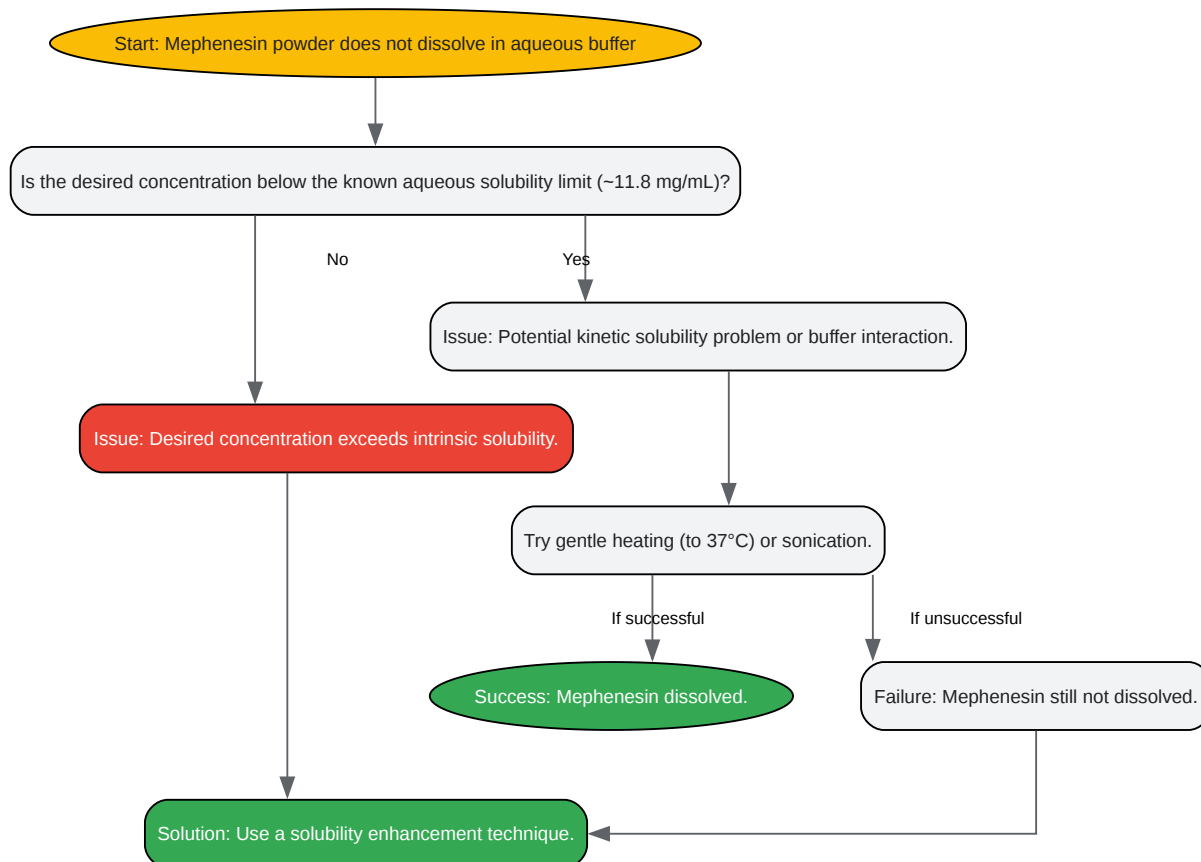 Start: Mephenesin powder does not dissolve in aqueous buffer
Is the desired concentration below the known aqueous solubility limit (~11.8 mg/mL)?
No
Yes
Issue: Potential kinetic solubility problem or buffer interaction.
Issue: Desired concentration exceeds intrinsic solubility.
Try gentle heating (to 37°C) or sonication.
If successful
If unsuccessful
Success: Mephenesin dissolved.
Failure: Mephenesin still not dissolved.
Solution: Use a solubility enhancement technique.